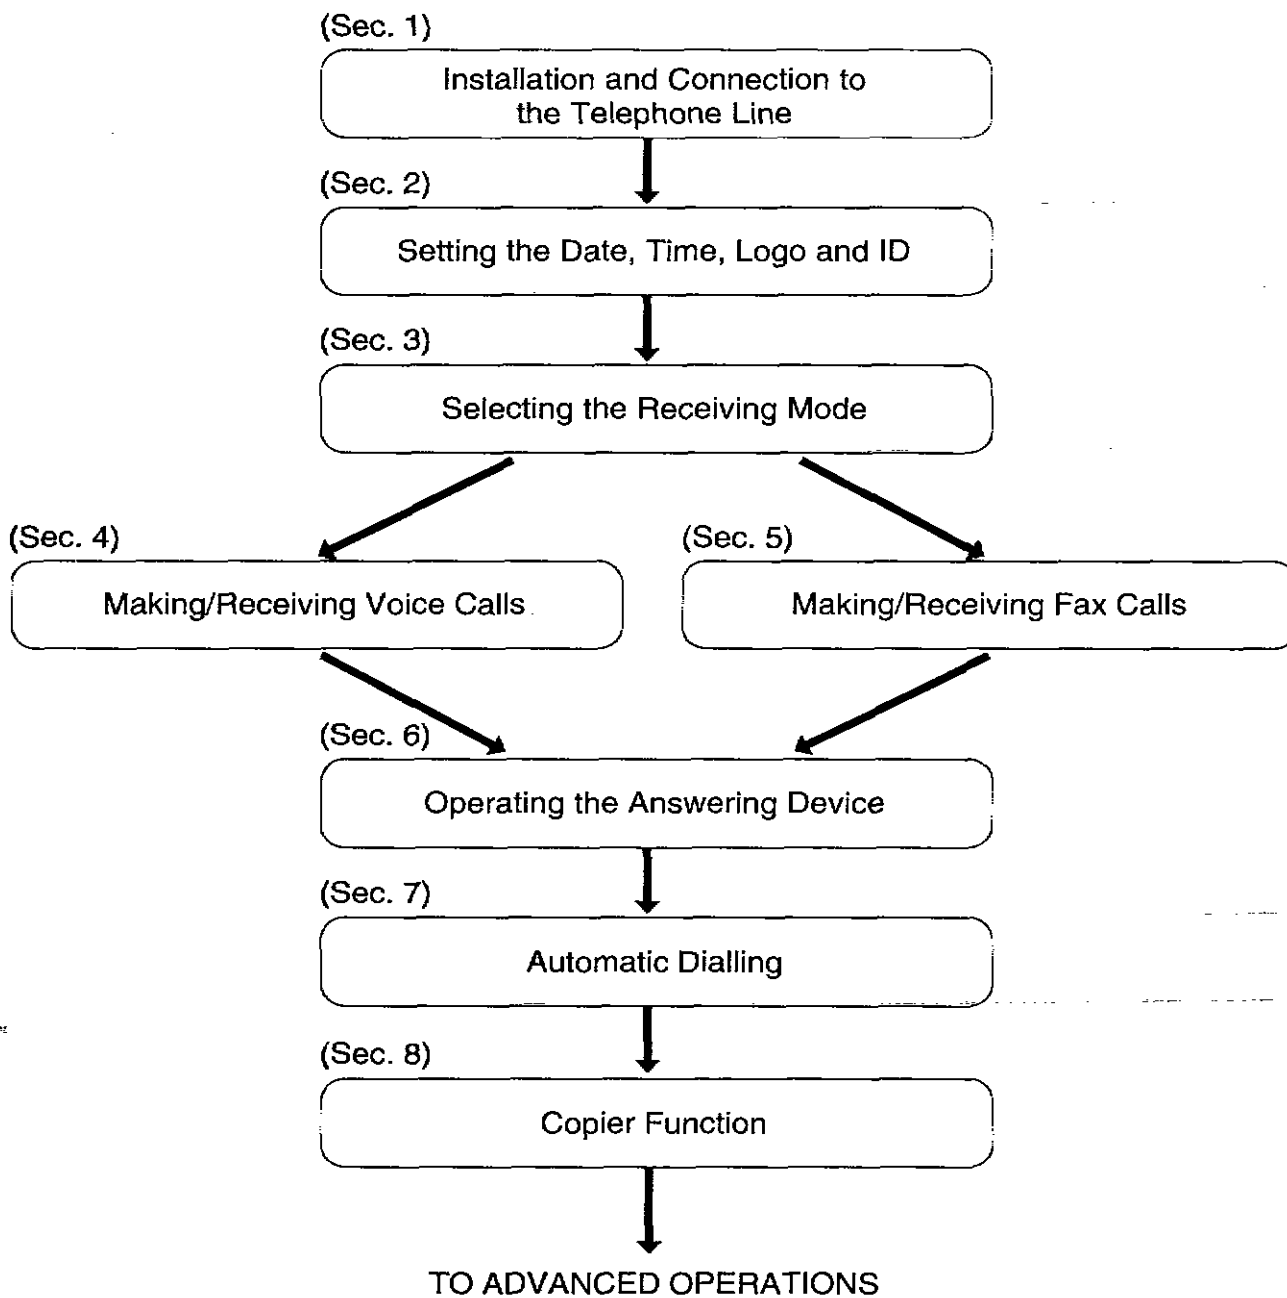 (Sec. 1)
Installation and Connection to
the Telephone Line
(Sec. 2)
Setting the Date, Time, Logo and ID
(Sec. 3)
Selecting the Receiving Mode
(Sec. 4)
Making/Receiving Voice Calls
(Sec. 5)
Making/Receiving Fax Calls
(Sec. 6)
Operating the Answering Device
(Sec. 7)
Automatic Dialling
(Sec. 8)
Copier Function
TO ADVANCED OPERATIONS